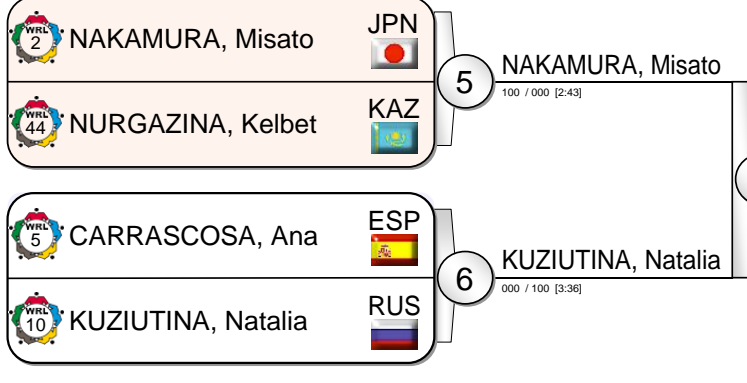 WRL
2
NAKAMURA, Misato
JPN
WRL
44
NURGAZINA, Kelbet
KAZ
5
NAKAMURA, Misato
100 / 000 [2:43]
WRL
5
CARRASCOSA, Ana
ESP
WRL
10
KUZIUTINA, Natalia
RUS
6
KUZIUTINA, Natalia
000 / 100 [3:36]